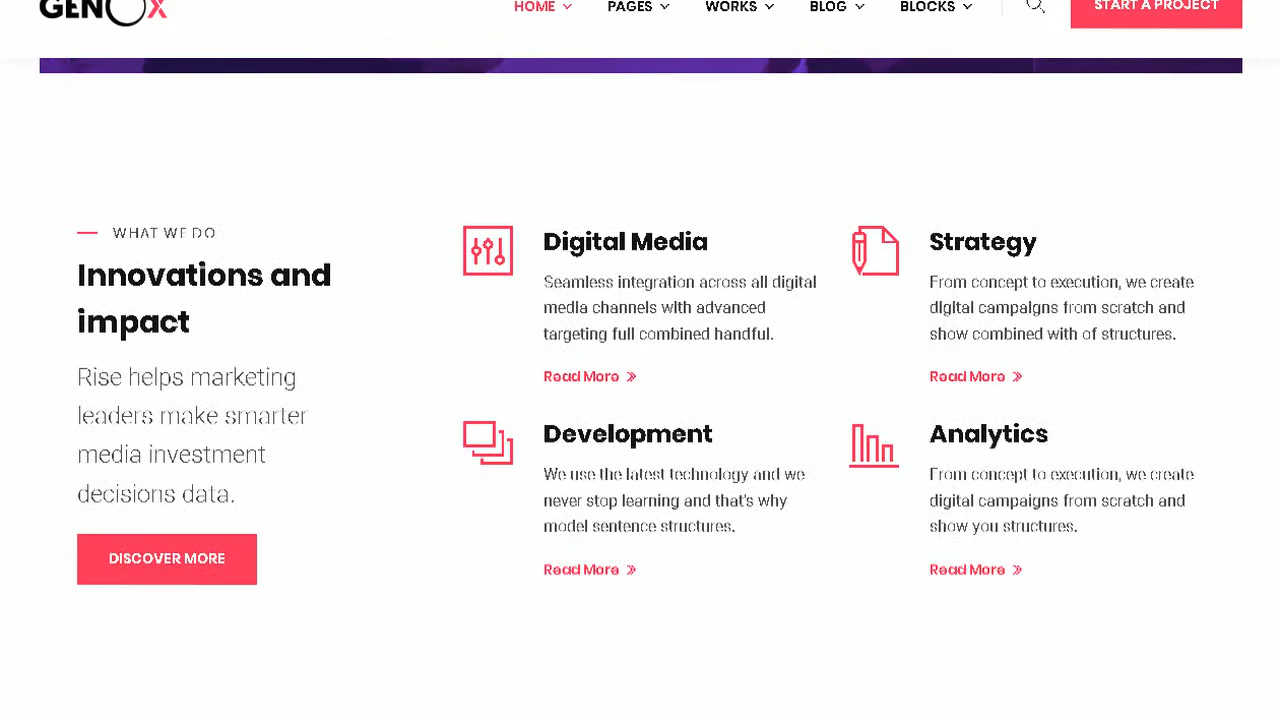 GENOX
HOME PAGES WORKS BLOG BLOCKS START A PROJECT
WHAT WE DO
Innovations and
impact
Rise helps marketing
leaders make smarter
media investment
decisions data.
DISCOVER MORE
Digital Media
Seamless integration across all digital
media channels with advanced
targeting full combined handful.
Read More
Strategy
From concept to execution, we create
digital campaigns from scratch and
show combined with of structures.
Read More
Development
We use the latest technology and we
never stop learning and that's why
model sentence structures.
Read More
Analytics
From concept to execution, we create
digital campaigns from scratch and
show you structures.
Read More